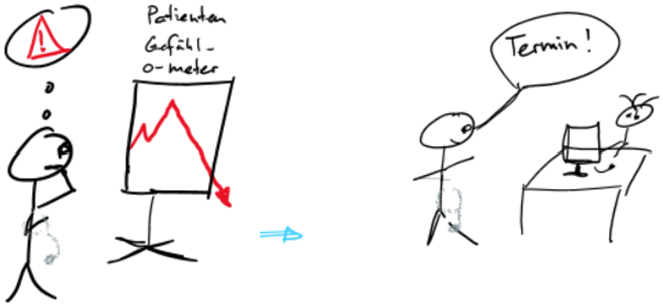 !
Patienten
Gefühl-
o-meter
Termin!